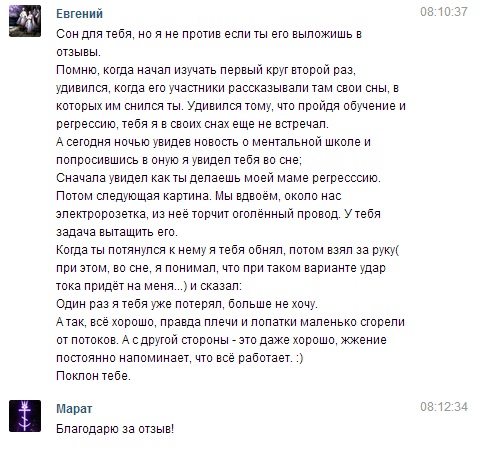 Евгений 08:10:37
Сон для тебя, но я не против если ты его выложишь в
отзывы.
Помню, когда начал изучать первый круг второй раз,
удивился, когда его участники рассказывали там свои сны, в
которых им снился ты. Удивился тому, что пройдя обучение и
регрессию, тебя я в своих снах еще не встречал.
А сегодня ночью увидев новость о ментальной школе и
попросившись в оную я увидел тебя во сне;
Сначала увидел как ты делаешь моей маме регресссию.
Потом следующая картина. Мы вдвоём, около нас
электророзетка, из неё торчит оголённый провод. У тебя
задача вытащить его.
Когда ты потянулся к нему я тебя обнял, потом взял за руку(
при этом, во сне, я понимал, что при таком варианте удар
тока придёт на меня...) и сказал:
Один раз я тебя уже потерял, больше не хочу.
А так, всё хорошо, правда плечи и лопатки маленько сгорели
от потоков. А с другой стороны - это даже хорошо, жжение
постоянно напоминает, что всё работает. :)
Поклон тебе.
Марат 08:12:34
Благодарю за отзыв!